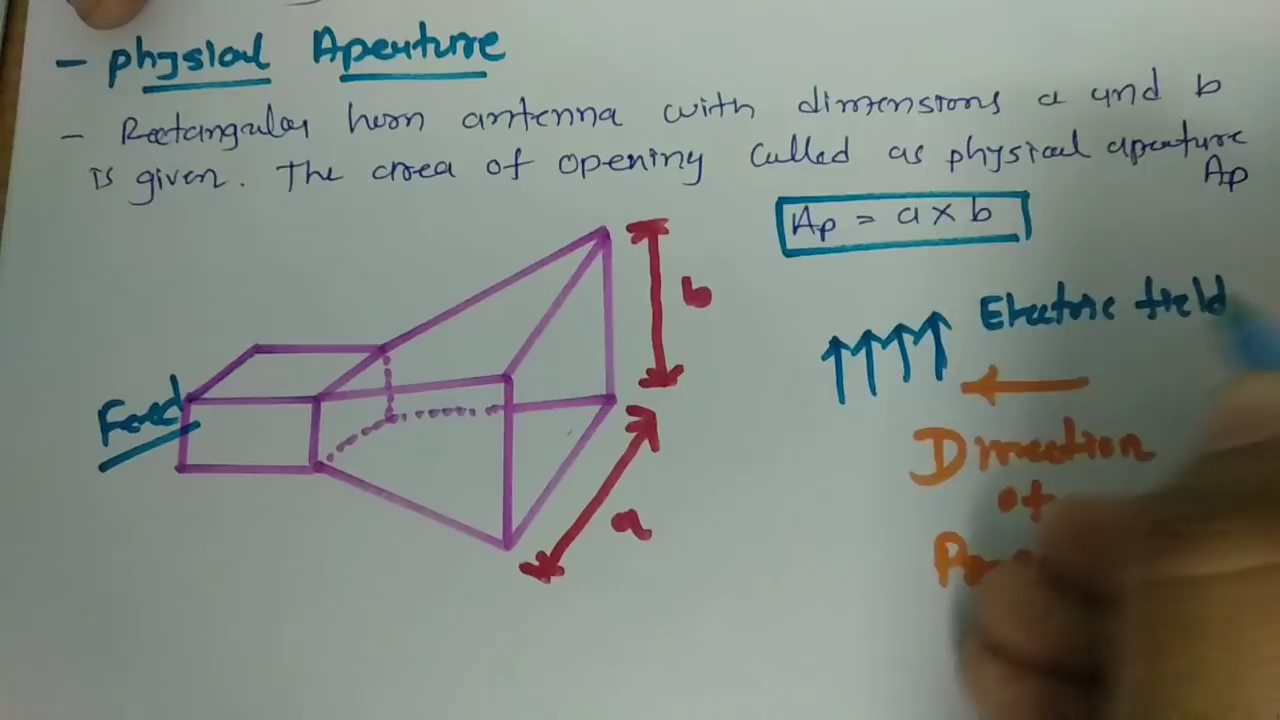 - Physical Aperture
- Rectangular horn antenna with dimensions a and b
is given. The area of opening called as physical aperture
Ap
Ap = a × b
b
Electric field
Feed
Direction
of
a